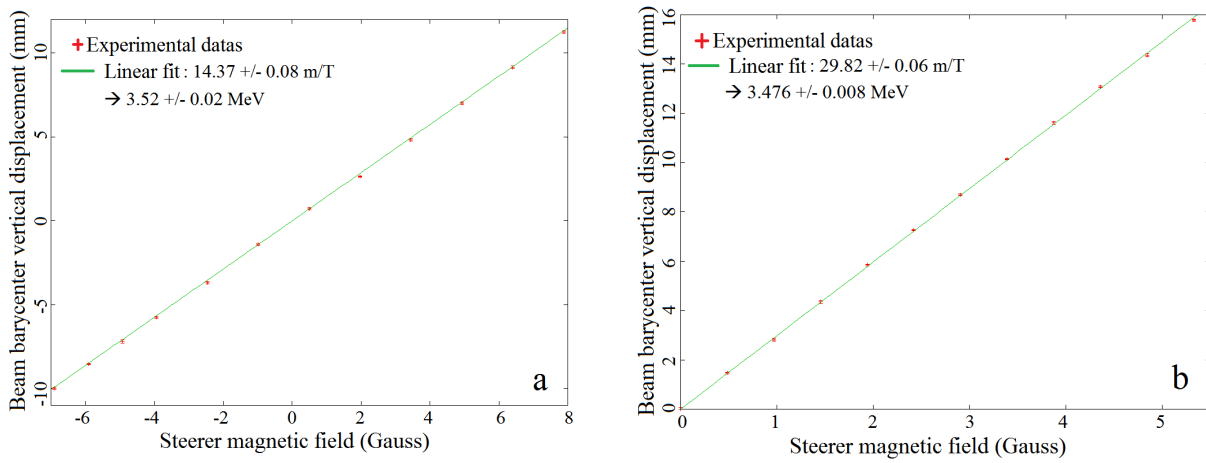 Beam barycenter vertical displacement (mm)
10
5
0
-5
-10
Experimental datas
Linear fit : 14.37 +/- 0.08 m/T
→ 3.52 +/- 0.02 MeV
a
-6 -4 -2 0 2 4 6 8
Steerer magnetic field (Gauss)
Beam barycenter vertical displacement (mm)
16
14
12
10
8
6
4
2
0
Experimental datas
Linear fit : 29.82 +/- 0.06 m/T
→ 3.476 +/- 0.008 MeV
b
0 1 2 3 4 5
Steerer magnetic field (Gauss)